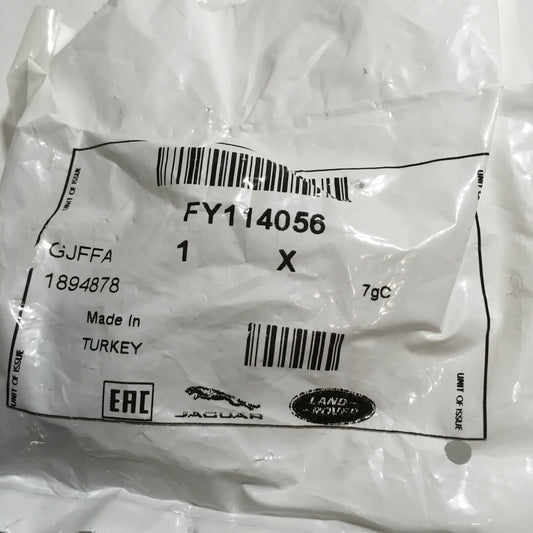 FY114056
GJFFA 1 X
1894878 7gC
Made In
TURKEY
UNIT OF ISSUE
UNIT OF ISSUE
UNIT OF ISSUE
UNIT OF ISSUE
EAC JAGUAR LAND-ROVER